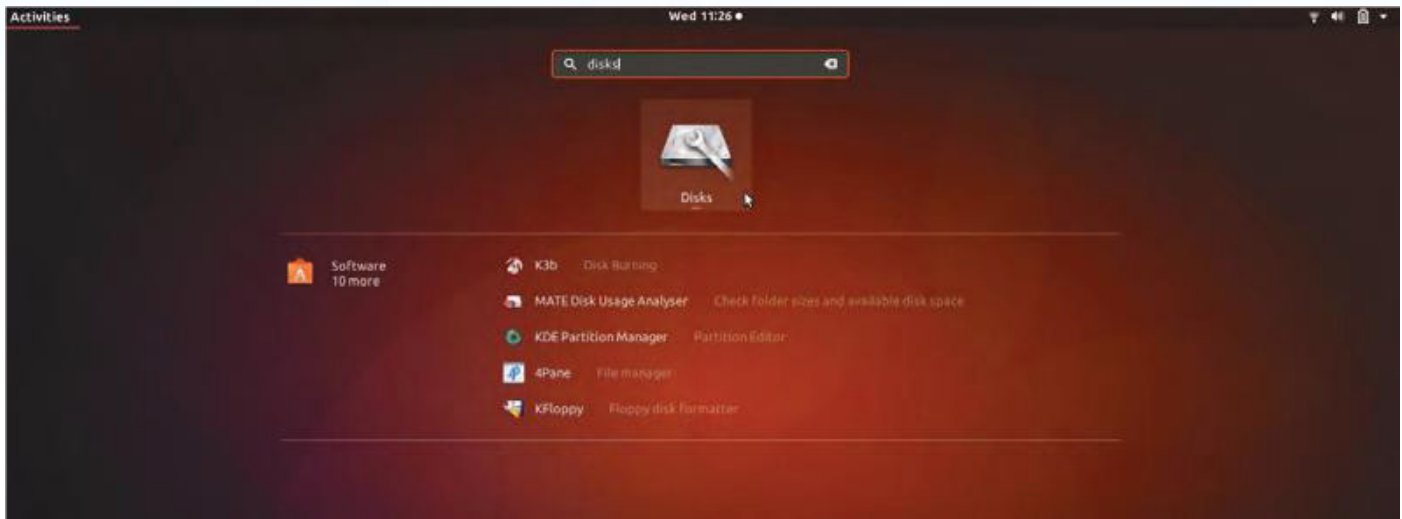 Activities
Wed 11:26
disks
Disks
Software
10 more
K3b Disk Burning
MATE Disk Usage Analyser Check folder sizes and available disk space
KDE Partition Manager Partition Editor
4Pane File manager
KFloppy Floppy disk formatter